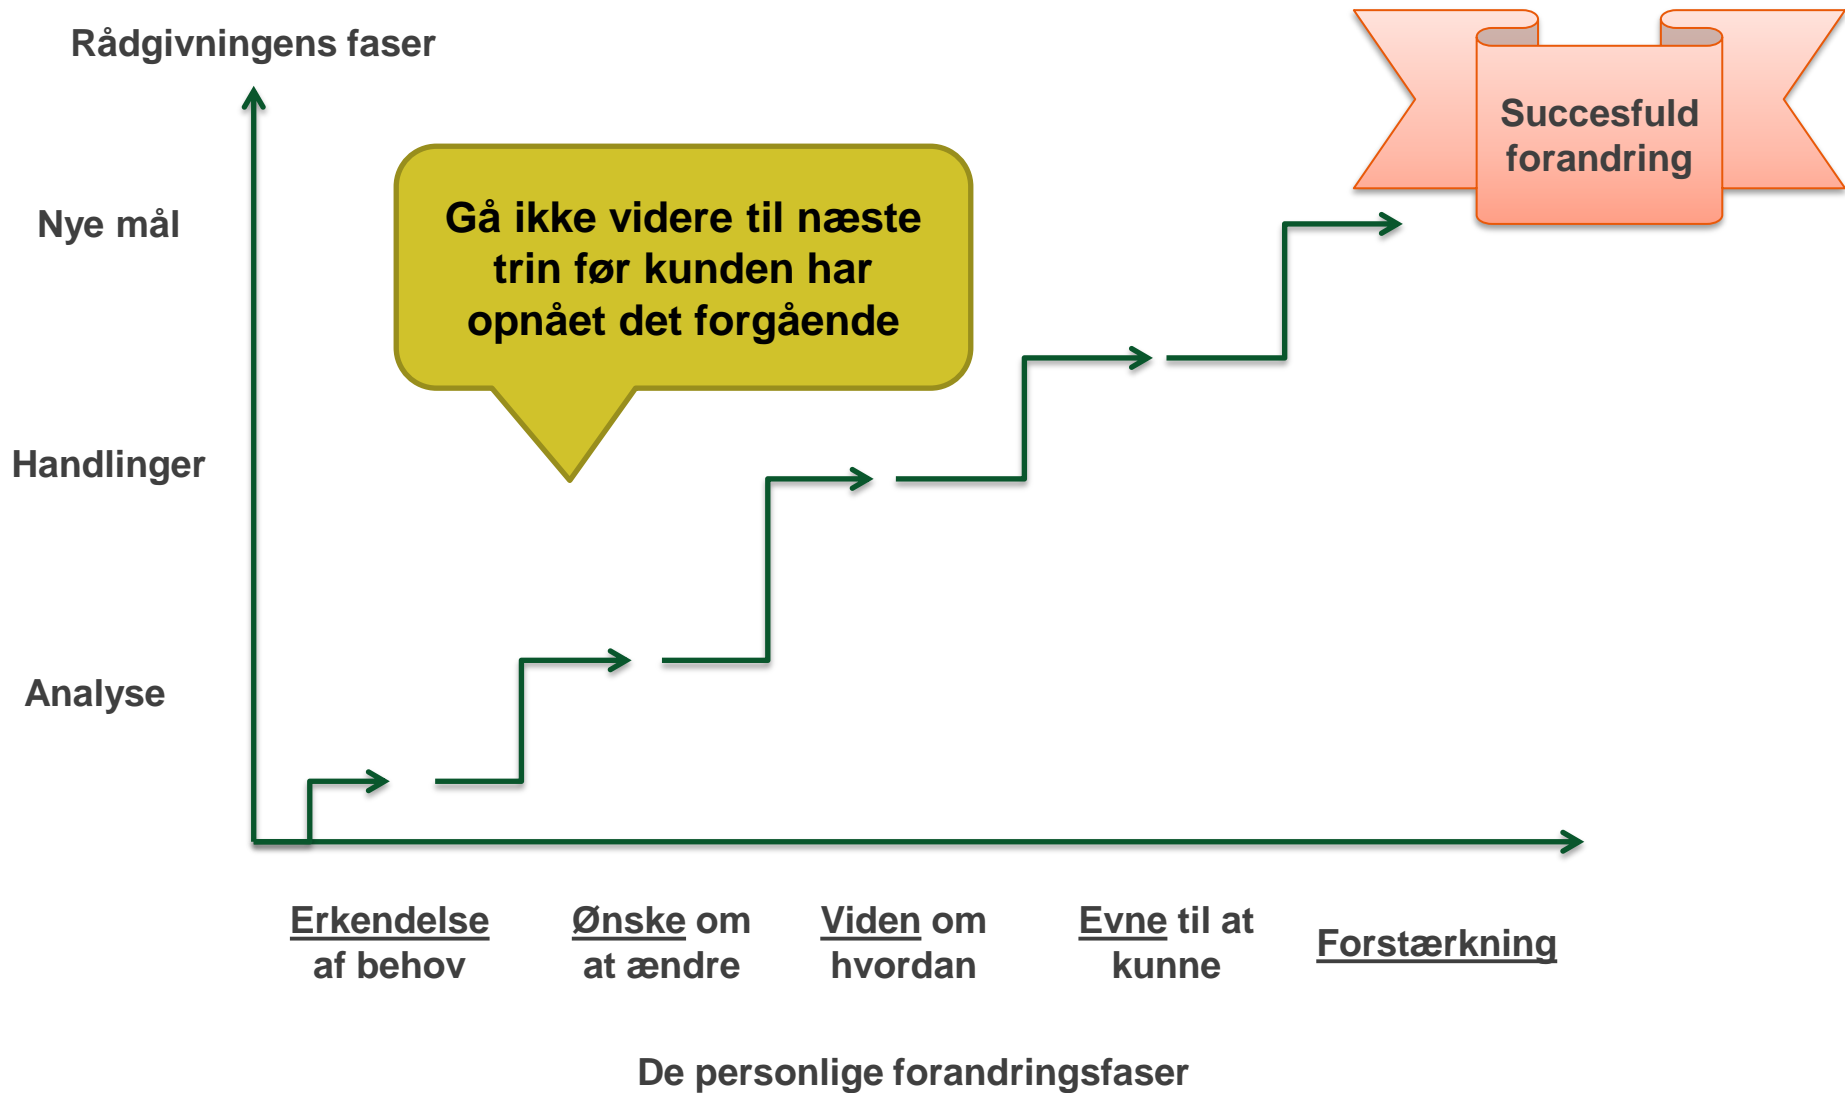 Rådgivningens faser
Succesfuld
forandring
Gå ikke videre til næste
trin før kunden har
opnået det forgående
Nye mål
Handlinger
Analyse
Erkendelse
af behov
Ønske om
at ændre
Viden om
hvordan
Evne til at
kunne
Forstærkning
De personlige forandringsfaser